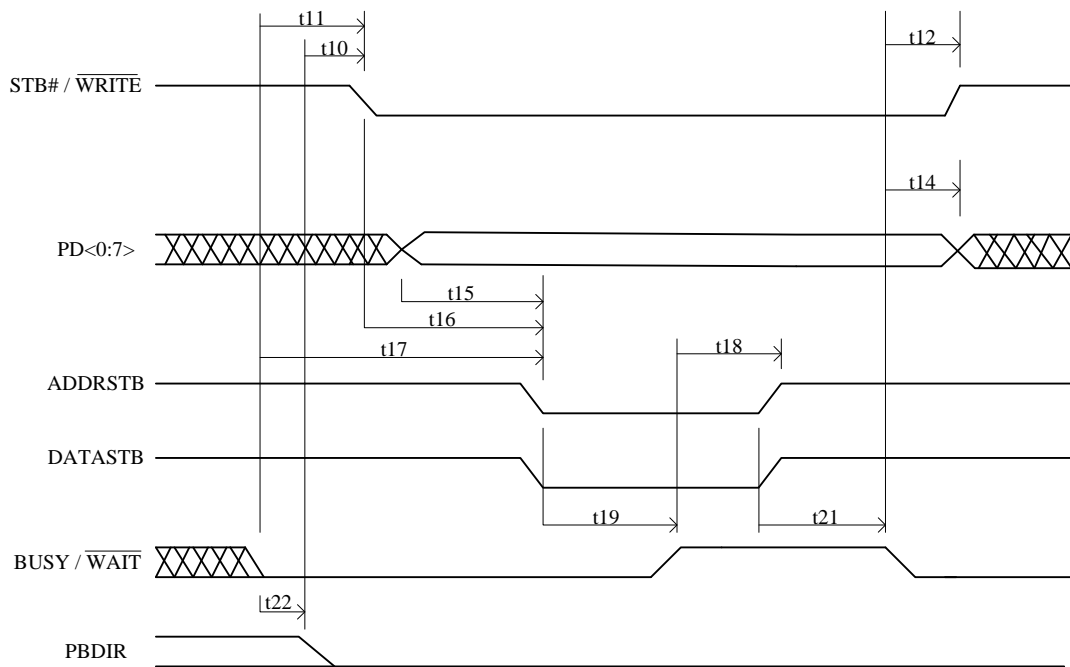 t11
t12
t10
STB# / WRITE
t14
PD<0:7>
t15
t16
t17
t18
ADDRSTB
DATASTB
t19
t21
BUSY / WAIT
t22
PBDIR